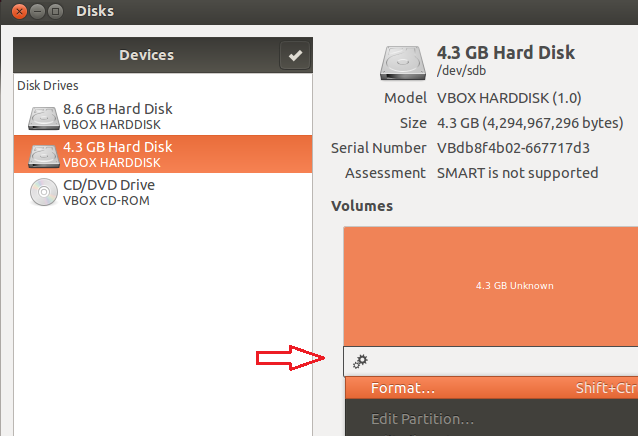 Disks
Devices
Disk Drives
8.6 GB Hard Disk
VBOX HARDDISK
4.3 GB Hard Disk
VBOX HARDDISK
CD/DVD Drive
VBOX CD-ROM
4.3 GB Hard Disk
/dev/sdb
Model VBOX HARDDISK (1.0)
Size 4.3 GB (4,294,967,296 bytes)
Serial Number VBdb8f4b02-667717d3
Assessment SMART is not supported
Volumes
4.3 GB Unknown
Format... Shift+Ctr
Edit Partition...